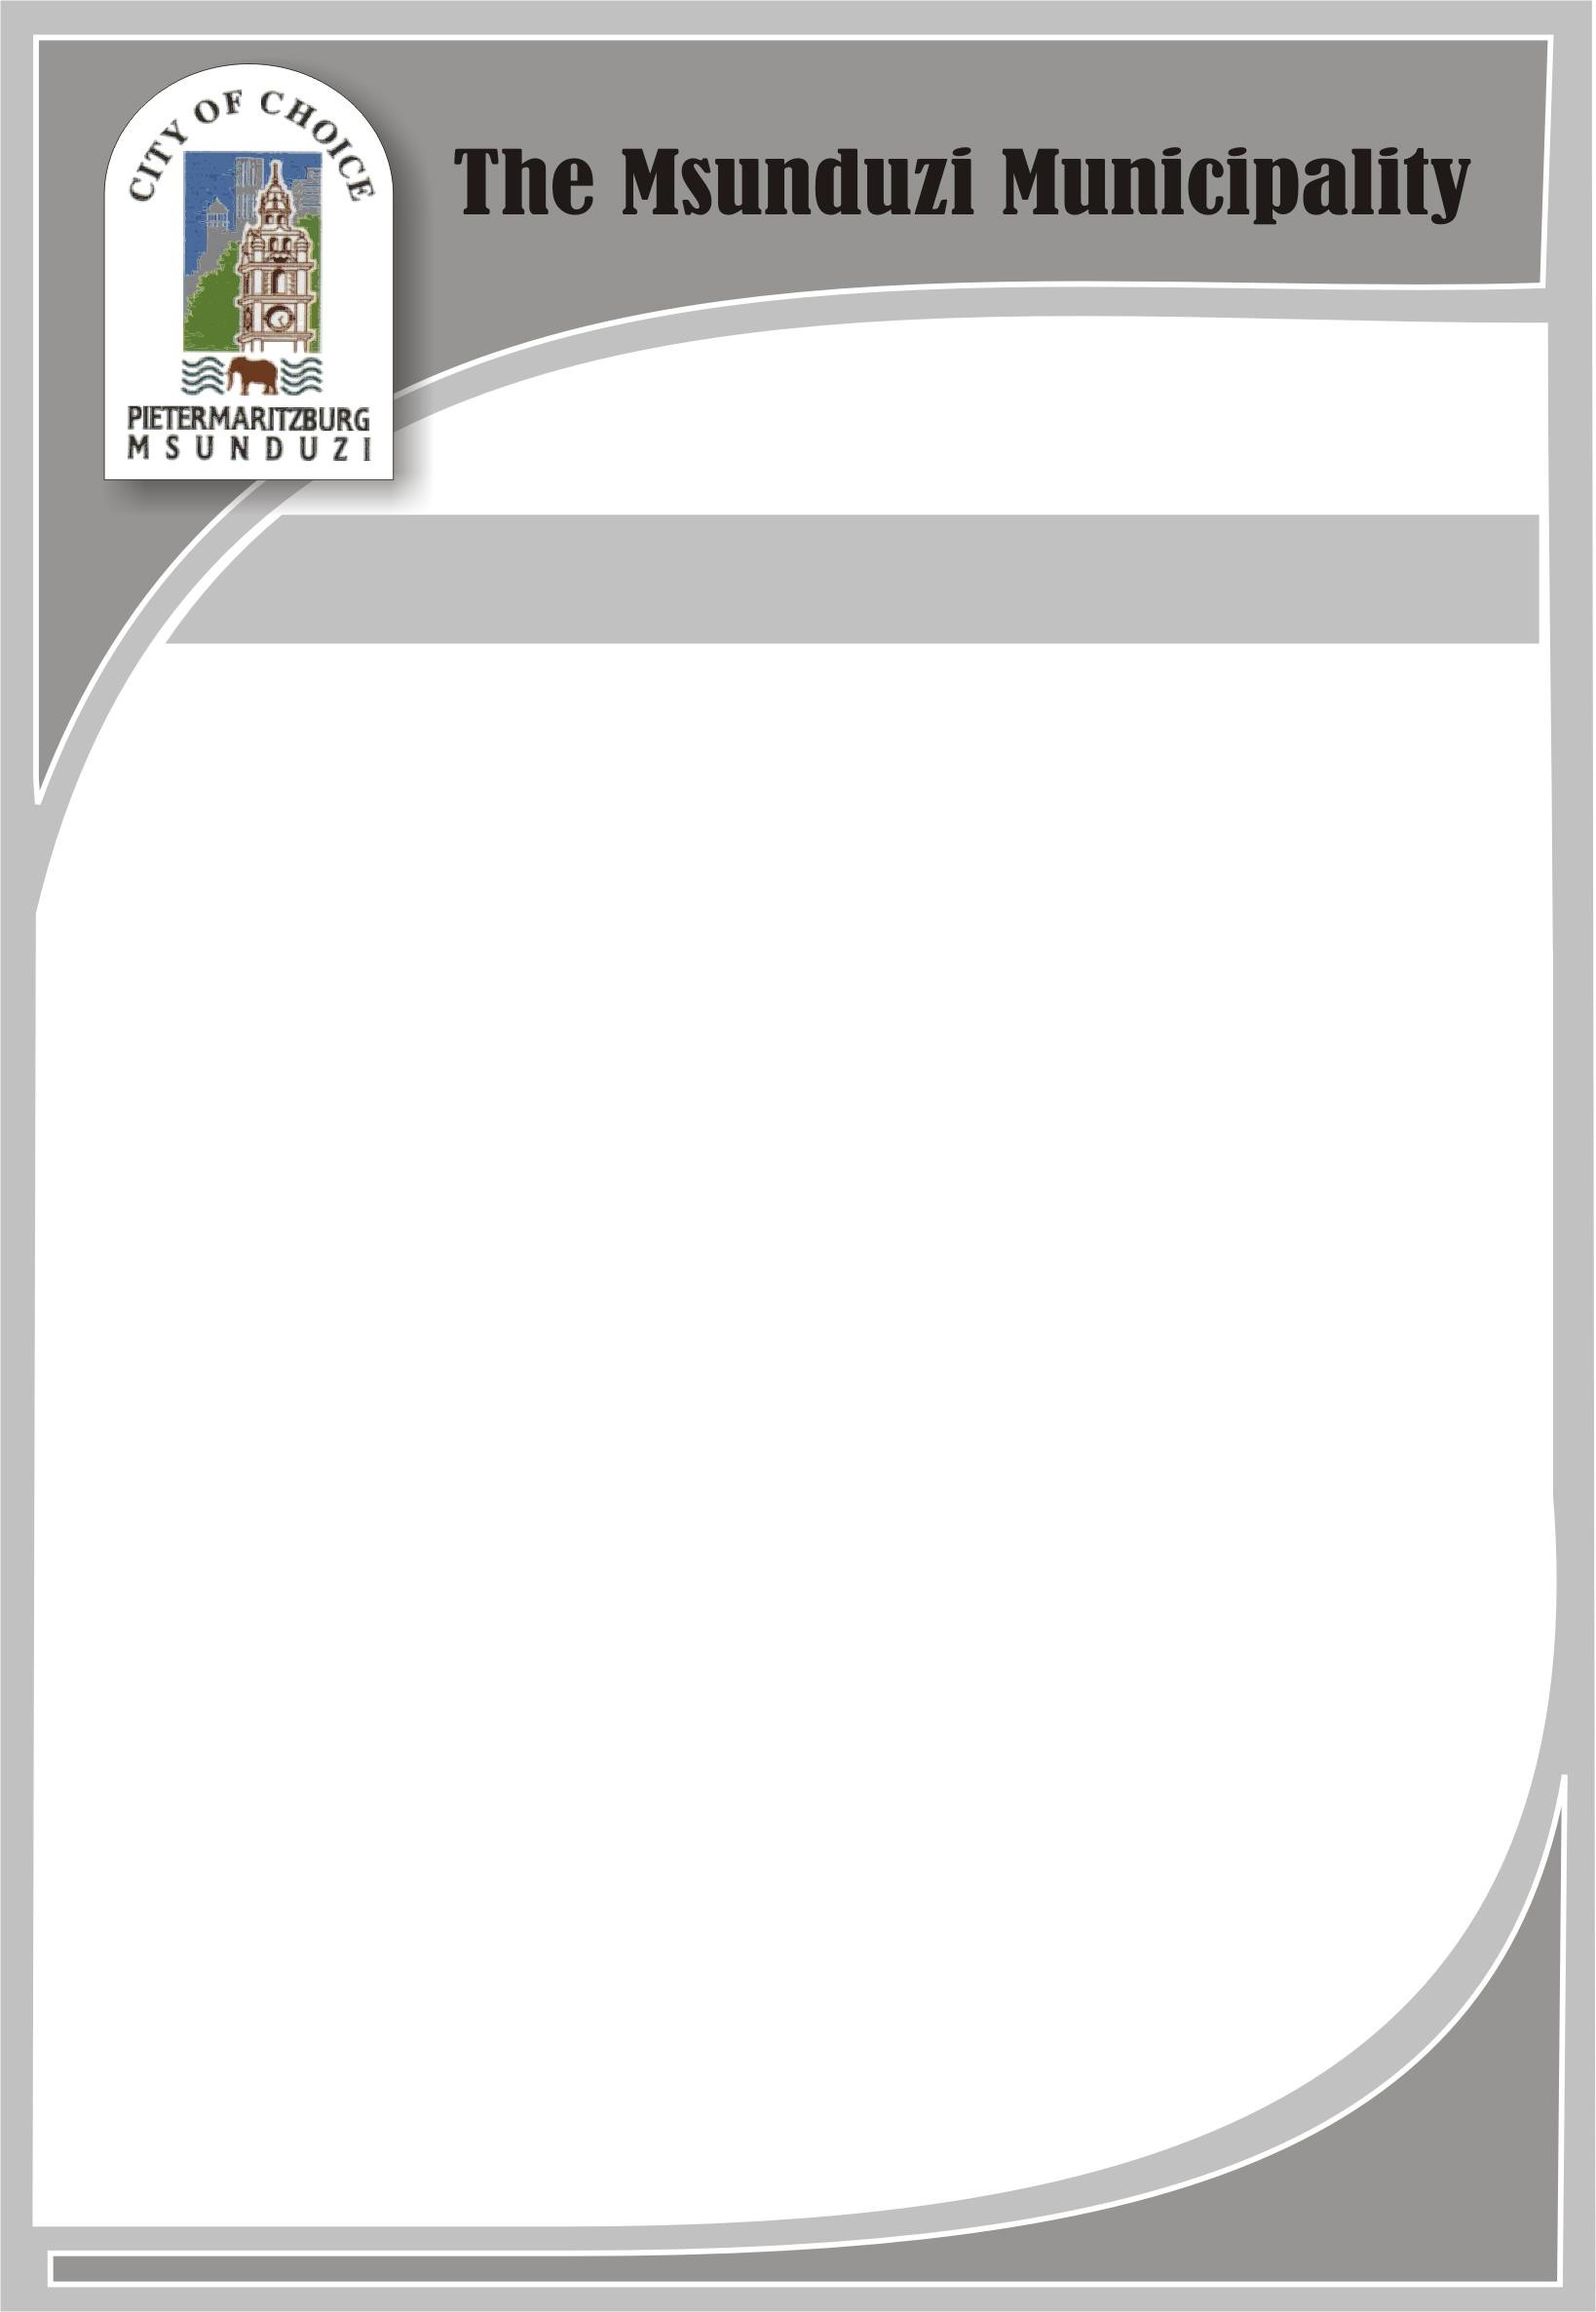 CITY OF CHOICE
The Msunduzi Municipality
PIETERMARITZBURG
MSUNDUZI